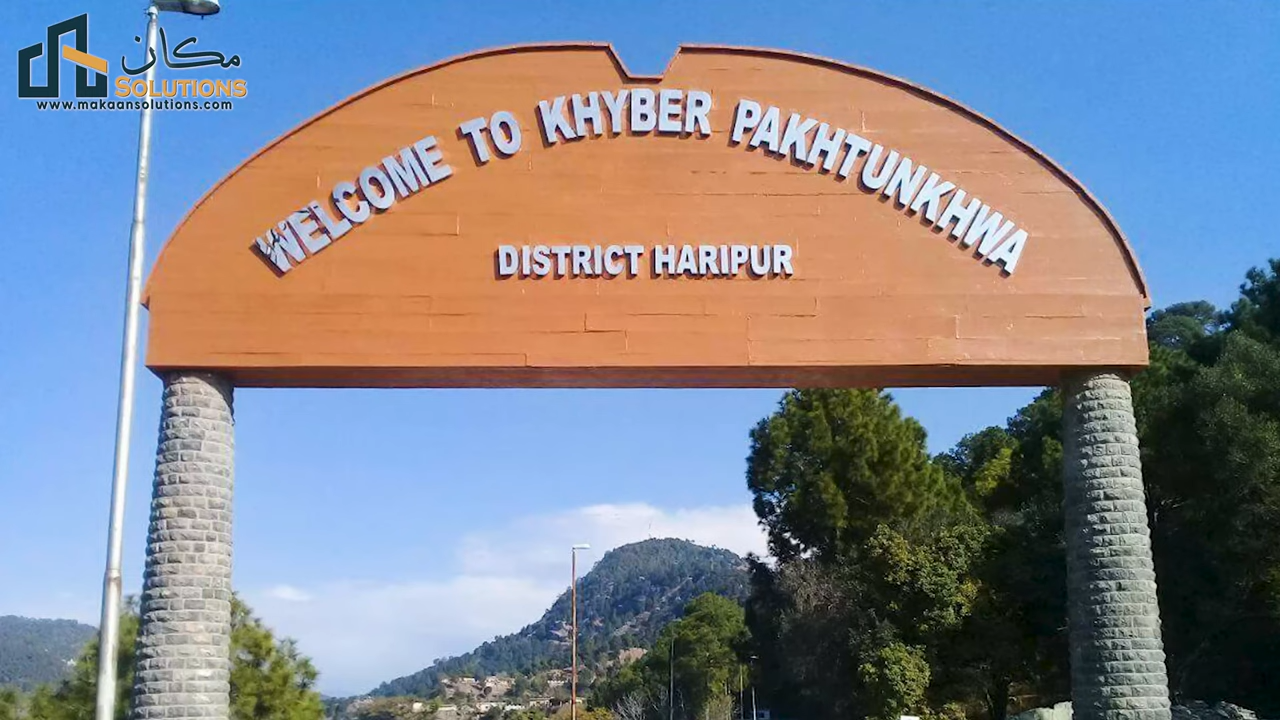 مکان
SOLUTIONS
www.makaansolutions.com
WELCOME TO KHYBER PAKHTUNKHWA
DISTRICT HARIPUR